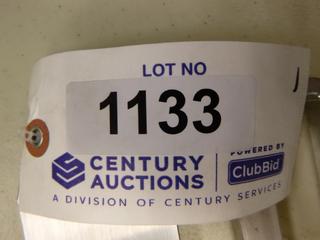 LOT NO
1133
CENTURY
AUCTIONS
POWERED BY
ClubBid
A DIVISION OF CENTURY SERVICES